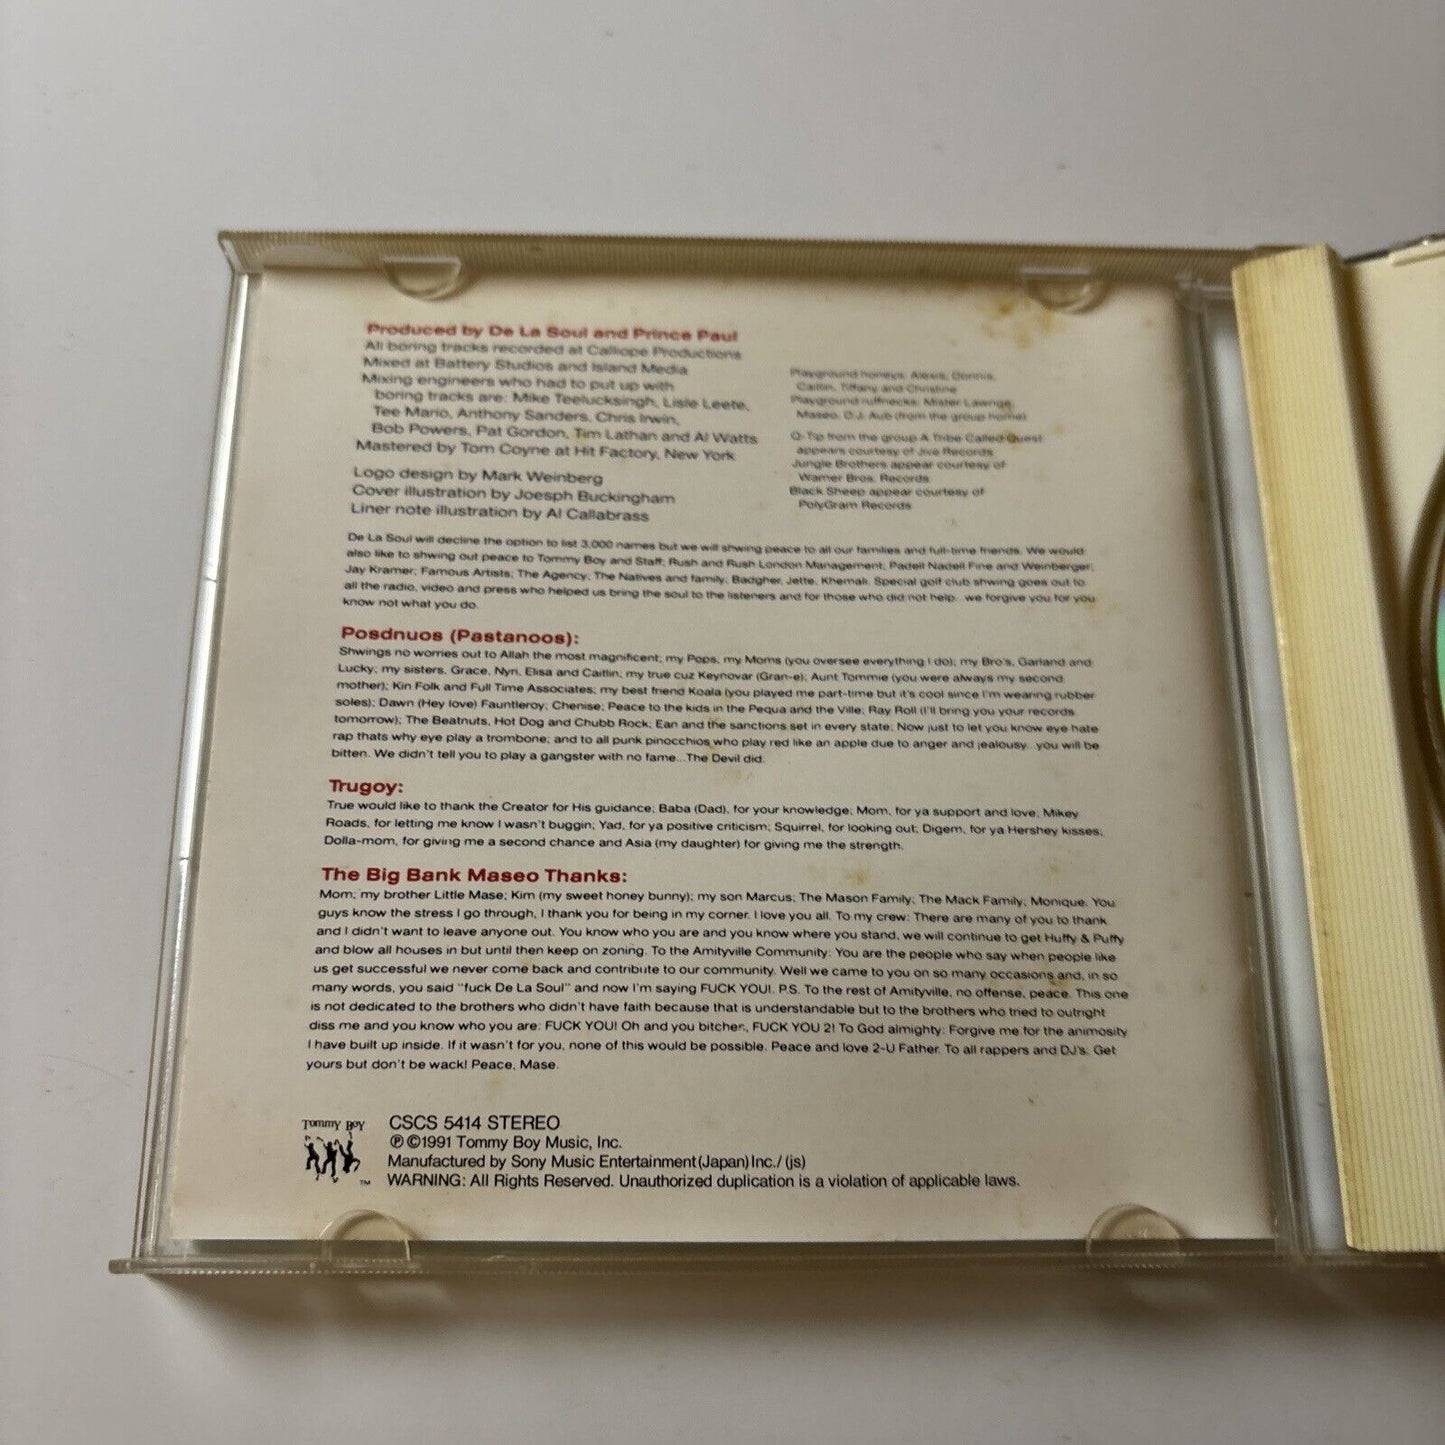 Produced by De La Soul and Prince Paul
All boring tracks recorded at Calliope Productions
Mixed at Battery Studios and Island Media
Mixing engineers who had to put up with
boring tracks are: Mike Teelucksingh, Lisle Leete,
Tee Mario, Anthony Sanders, Chris Irwin,
Bob Powers, Pat Gordon, Tim Lathan and Al Watts
Mastered by Tom Coyne at Hit Factory, New York
Logo design by Mark Weinberg
Cover illustration by Joesph Buckingham
Liner note illustration by Al Callabrass
Playground honeys: Alexis, Donnis,
Caitlin, Tiffany and Christine
Playground ruffnecks: Mister Lawnge,
Maseo, D.J. Aub (from the group home)
Q-Tip from the group A Tribe Called Quest
appears courtesy of Jive Records
Jungle Brothers appear courtesy of
Warner Bros. Records
Black Sheep appear courtesy of
PolyGram Records
De La Soul will decline the option to list 3,000 names but we will shwing peace to all our families and full-time friends. We would
also like to shwing out peace to Tommy Boy and Staff; Rush and Rush London Management; Padell Nadell Fine and Weinberger;
Jay Kramer; Famous Artists; The Agency; The Natives and family; Badgher, Jette, Khemali. Special golf club shwing goes out to
all the radio, video and press who helped us bring the soul to the listeners and for those who did not help...we forgive you for you
know not what you do.
Posdnuos (Pastanoos):
Shwings no worries out to Allah the most magnificent; my Pops; my Moms (you oversee everything I do); my Bro's, Garland and
Lucky; my sisters, Grace, Nyri, Elisa and Caitlin; my true cuz Keynovar (Gran-e); Aunt Tommie (you were always my second
mother); Kin Folk and Full Time Associates; my best friend Koala (you played me part-time but it's cool since I'm wearing rubber
soles); Dawn (Hey love) Fauntleroy; Chenise; Peace to the kids in the Pequa and the Ville; Ray Roll (I'll bring you your records
tomorrow); The Beatnuts, Hot Dog and Chubb Rock; Ean and the sanctions set in every state; Now just to let you know eye hate
rap thats why eye play a trombone; and to all punk pinocchios who play red like an apple due to anger and jealousy...you will be
bitten. We didn't tell you to play a gangster with no fame...The Devil did.
Trugoy:
True would like to thank the Creator for His guidance; Baba (Dad), for your knowledge; Mom, for ya support and love; Mikey
Roads, for letting me know I wasn't buggin; Yad, for ya positive criticism; Squirrel, for looking out; Digem, for ya Hershey kisses;
Dolla-mom, for giving me a second chance and Asia (my daughter) for giving me the strength.
The Big Bank Maseo Thanks:
Mom; my brother Little Mase; Kim (my sweet honey bunny); my son Marcus; The Mason Family; The Mack Family; Monique. You
guys know the stress I go through, I thank you for being in my corner. I love you all. To my crew: There are many of you to thank
and I didn't want to leave anyone out. You know who you are and you know where you stand, we will continue to get Huffy & Puffy
and blow all houses in but until then keep on zoning. To the Amityville Community: You are the people who say when people like
us get successful we never come back and contribute to our community. Well we came to you on so many occasions and, in so
many words, you said "fuck De La Soul" and now I'm saying FUCK YOU!. P.S. To the rest of Amityville, no offense, peace. This one
is not dedicated to the brothers who didn't have faith because that is understandable but to the brothers who tried to outright
diss me and you know who you are: FUCK YOU! Oh and you bitches, FUCK YOU 2! To God almighty: Forgive me for the animosity
I have built up inside. If it wasn't for you, none of this would be possible. Peace and love 2-U Father. To all rappers and DJ's: Get
yours but don't be wack! Peace, Mase.
Tommy Boy
TM
CSCS 5414 STEREO
℗©1991 Tommy Boy Music, Inc.
Manufactured by Sony Music Entertainment(Japan)Inc./(js)
WARNING: All Rights Reserved. Unauthorized duplication is a violation of applicable laws.